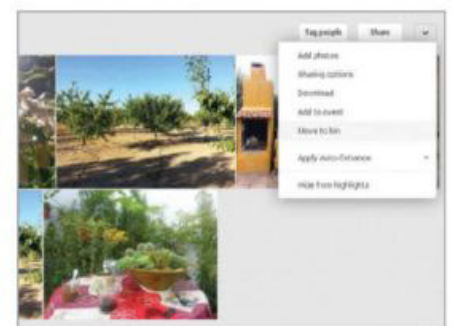 Tag people Share
Add photos
Sharing options
Download
Add to event
Move to bin
Apply Auto-Enhance
Hide from highlights